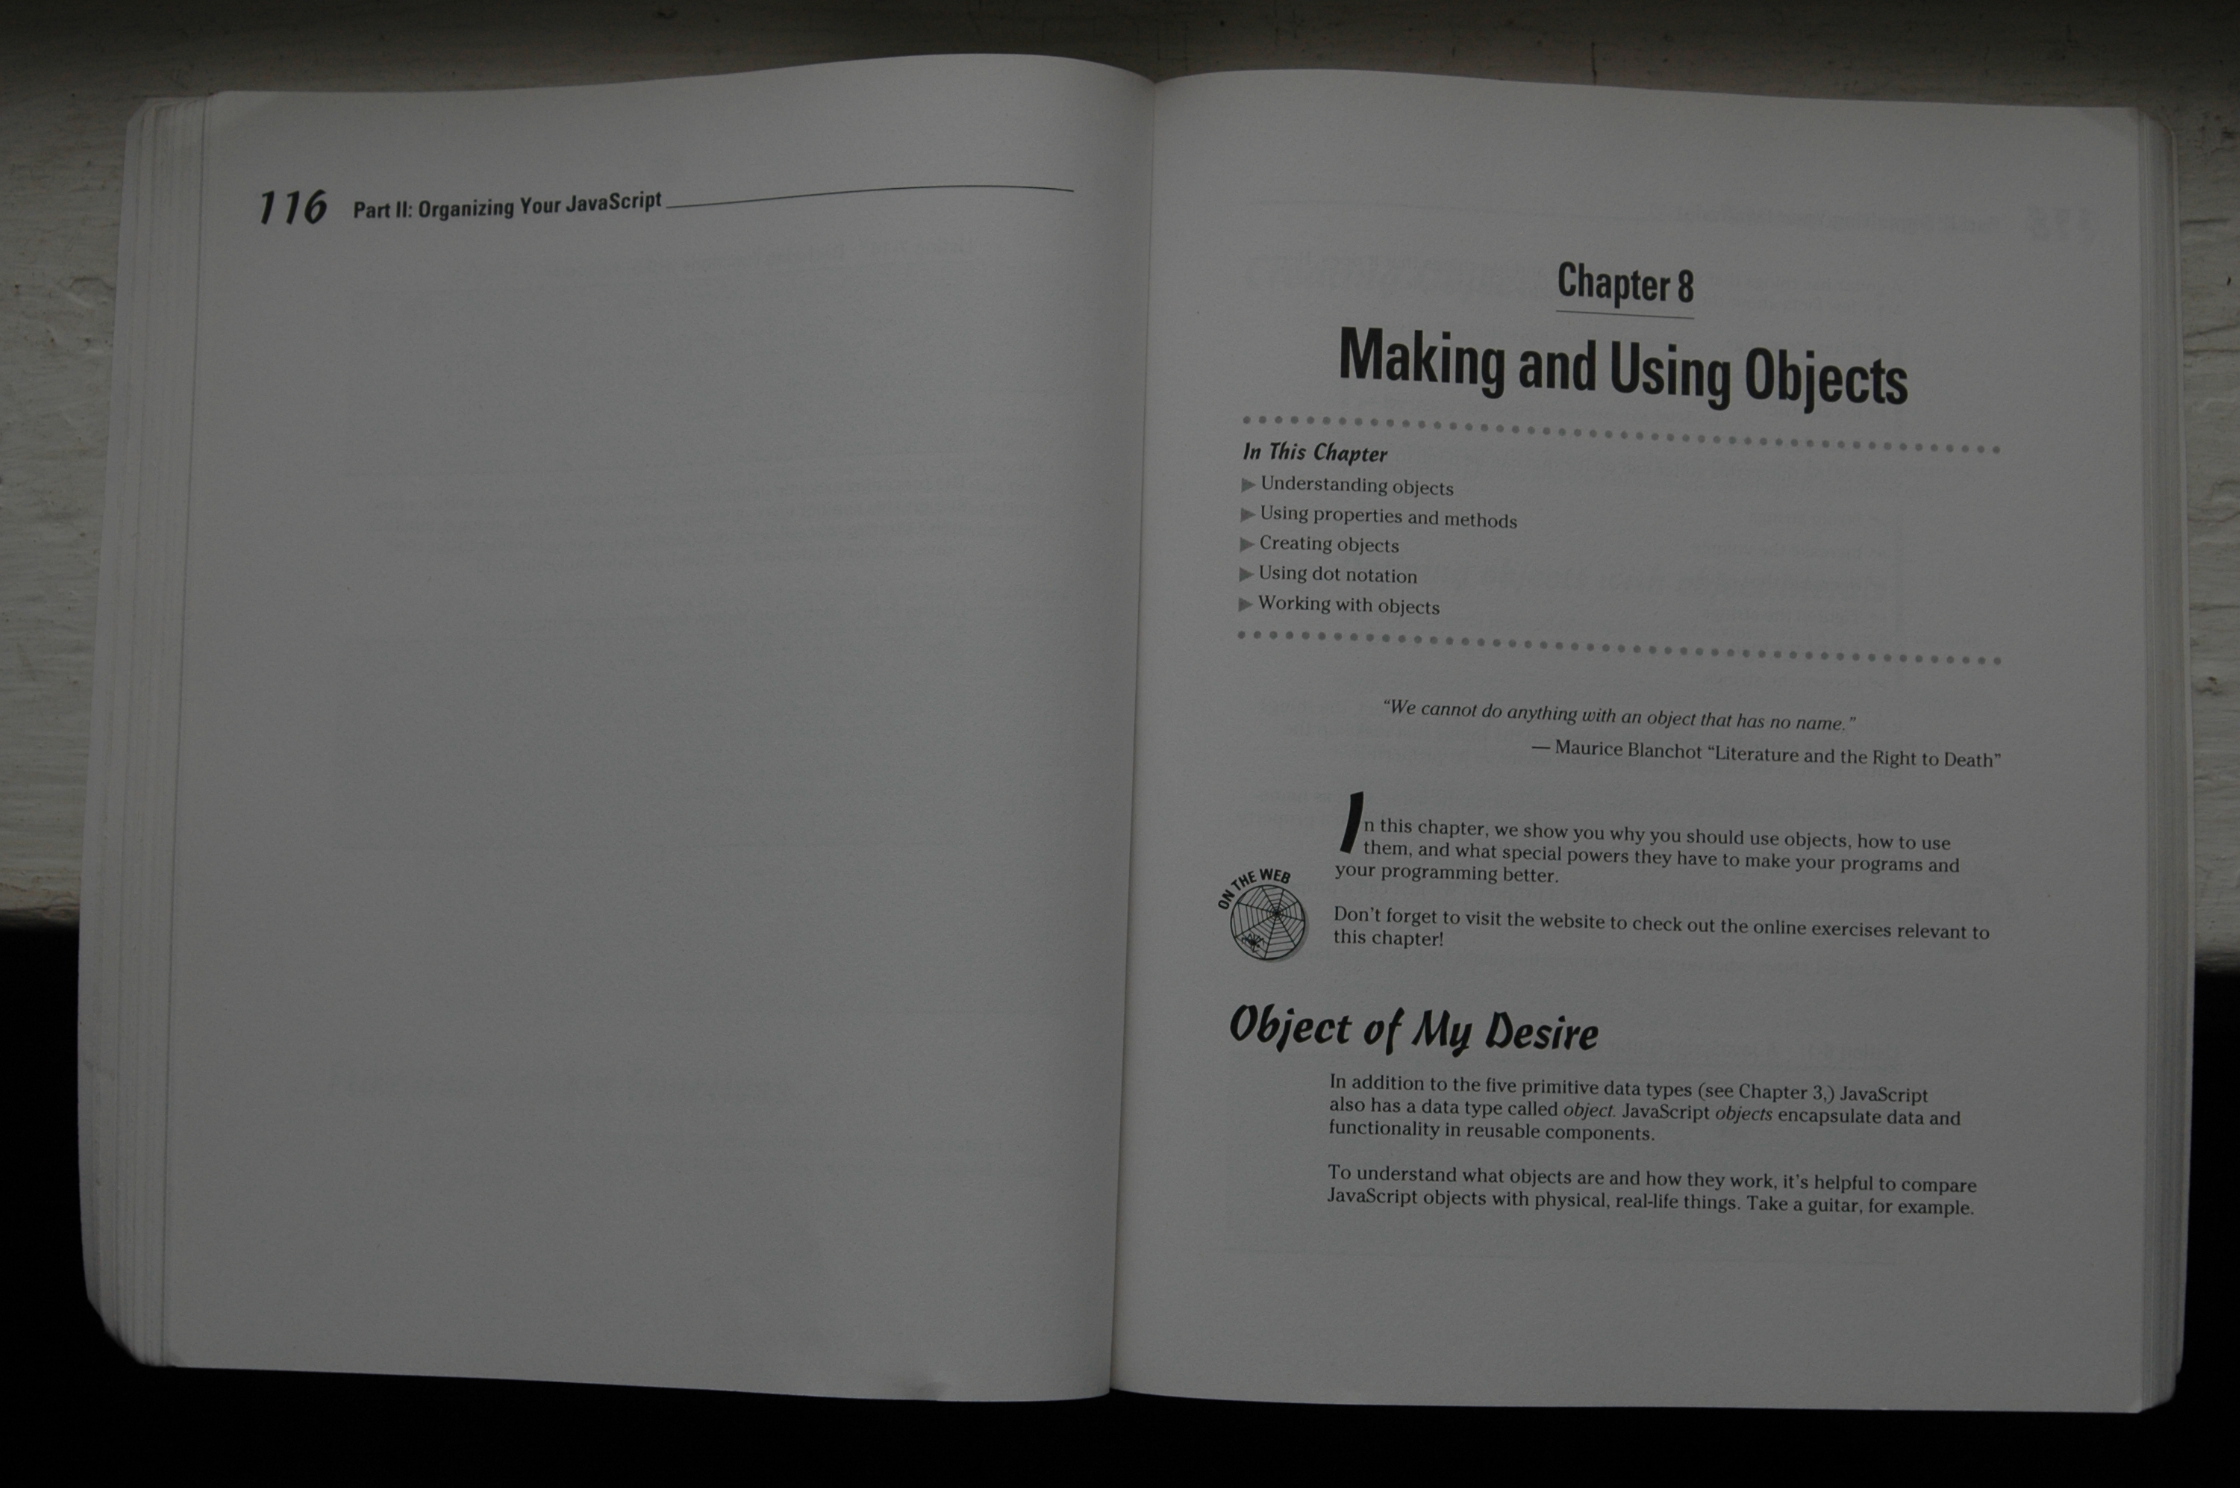 116 Part II: Organizing Your JavaScript
Chapter 8
Making and Using Objects
In This Chapter
▶ Understanding objects
▶ Using properties and methods
▶ Creating objects
▶ Using dot notation
▶ Working with objects
“We cannot do anything with an object that has no name.”
— Maurice Blanchot “Literature and the Right to Death”
In this chapter, we show you why you should use objects, how to use
them, and what special powers they have to make your programs and
your programming better.
ON THE WEB
Don’t forget to visit the website to check out the online exercises relevant to
this chapter!
Object of My Desire
In addition to the five primitive data types (see Chapter 3,) JavaScript
also has a data type called object. JavaScript objects encapsulate data and
functionality in reusable components.
To understand what objects are and how they work, it’s helpful to compare
JavaScript objects with physical, real-life things. Take a guitar, for example.